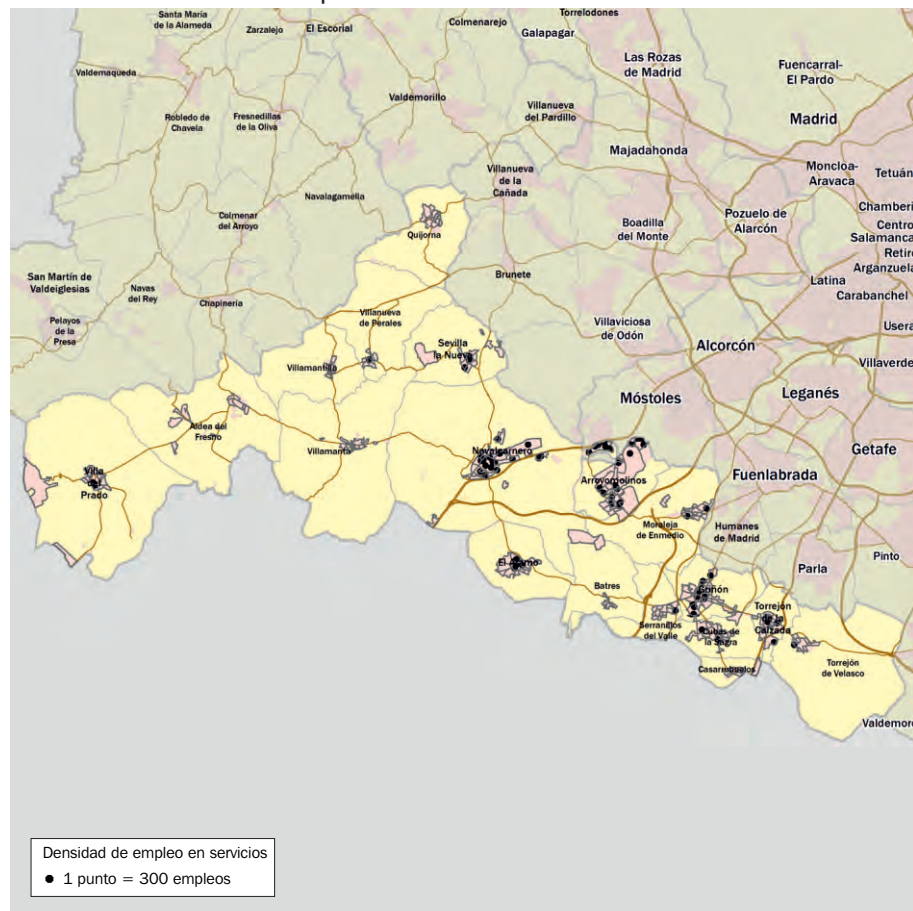 Santa María
de la Alameda
Zarzalejo
El Escorial
Colmenarejo
Torrelodones
Galapagar
Las Rozas
de Madrid
Fuencarral-
El Pardo
Valdemaqueda
Valdemorillo
Villanueva
del Pardillo
Madrid
Robledo de
Chavela
Fresnedillas
de la Oliva
Majadahonda
Moncloa-
Aravaca
Tetuán
Villanueva
de la
Cañada
Navalagamella
Chamberí
Colmenar
del Arroyo
Quijorna
Boadilla
del Monte
Pozuelo de
Alarcón
Centro
Salamanca
Retiro
Arganzuela
San Martín de
Valdeiglesias
Navas
del Rey
Chapinería
Brunete
Latina
Carabanchel
Pelayos
de la
Presa
Villanueva
de Perales
Villaviciosa
de Odón
Usera
Sevilla
la Nueva
Alcorcón
Villaverde
Villamantilla
Móstoles
Leganés
Aldea del
Fresno
Villamanta
Navalcarnero
Getafe
Villa
del
Prado
Arroyomolinos
Fuenlabrada
Moraleja
de Enmedio
Humanes
de Madrid
Pinto
El Álamo
Parla
Batres
Griñón
Torrejón
de la
Calzada
Serranillos
del Valle
Cubas de
la Sagra
Casarrubuelos
Torrejón
de Velasco
Valdemoro
Densidad de empleo en servicios
● 1 punto = 300 empleos